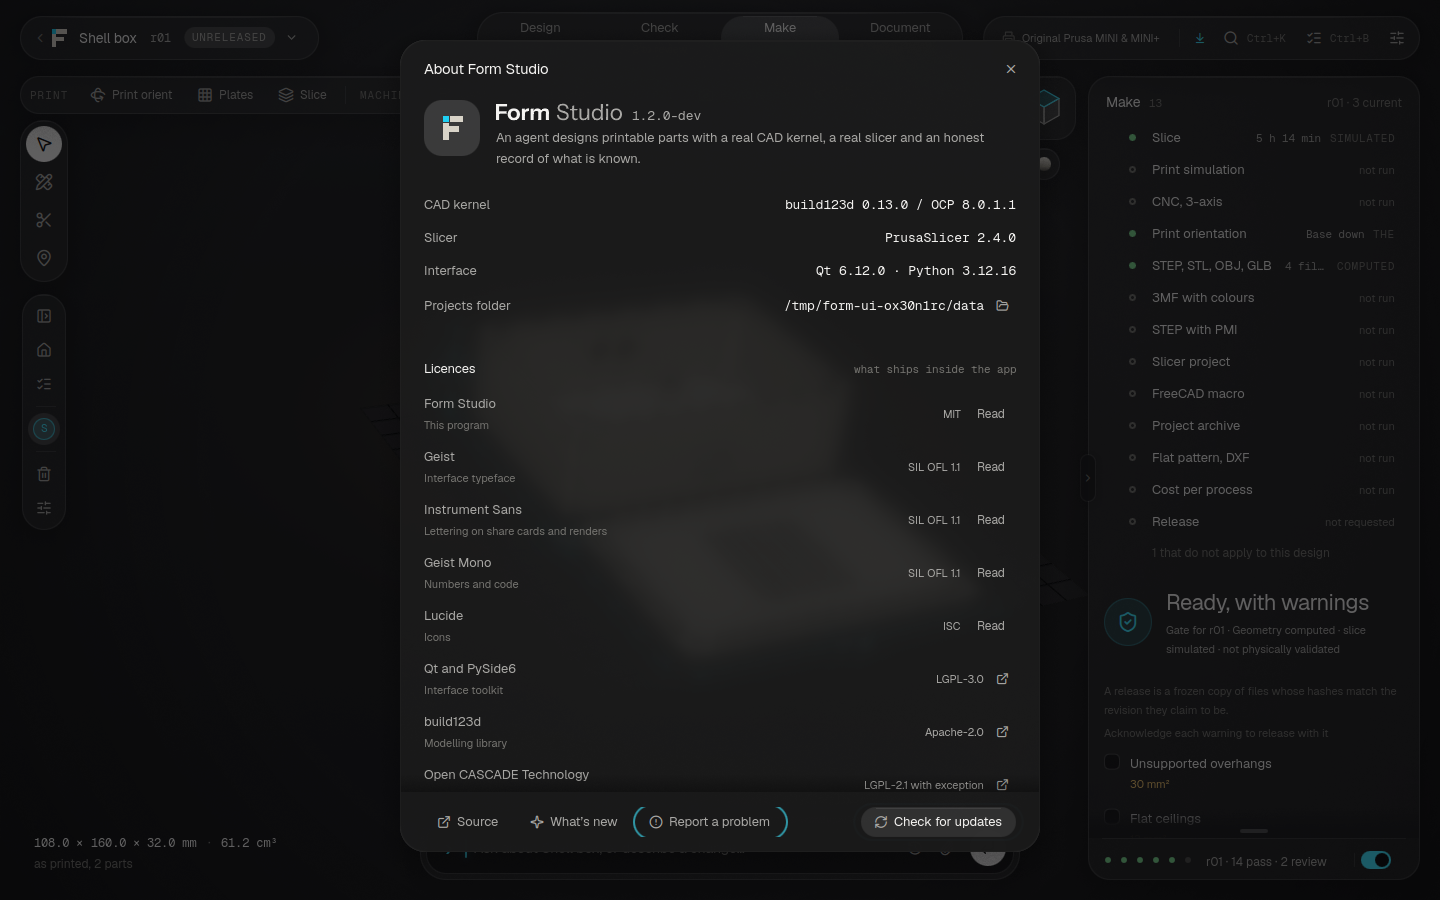 Shell box r01 UNRELEASED
Design Check Make Document
Original Prusa MINI & MINI+ Ctrl+K Ctrl+B
PRINT Print orient Plates Slice MACHI
About Form Studio
Form Studio 1.2.0-dev
An agent designs printable parts with a real CAD kernel, a real slicer and an honest
record of what is known.
CAD kernel build123d 0.13.0 / OCP 8.0.1.1
Slicer PrusaSlicer 2.4.0
Interface Qt 6.12.0 · Python 3.12.16
Projects folder /tmp/form-ui-ox30n1rc/data
Licences what ships inside the app
Form Studio
This program
MIT Read
Geist
Interface typeface
SIL OFL 1.1 Read
Instrument Sans
Lettering on share cards and renders
SIL OFL 1.1 Read
Geist Mono
Numbers and code
SIL OFL 1.1 Read
Lucide
Icons
ISC Read
Qt and PySide6
Interface toolkit
LGPL-3.0
build123d
Modelling library
Apache-2.0
Open CASCADE Technology
LGPL-2.1 with exception
Source What's new Report a problem Check for updates
S
108.0 × 160.0 × 32.0 mm · 61.2 cm³
as printed, 2 parts
Make 13 r01 · 3 current
Slice 5 h 14 min SIMULATED
Print simulation not run
CNC, 3-axis not run
Print orientation Base down THE
STEP, STL, OBJ, GLB 4 fil… COMPUTED
3MF with colours not run
STEP with PMI not run
Slicer project not run
FreeCAD macro not run
Project archive not run
Flat pattern, DXF not run
Cost per process not run
Release not requested
1 that do not apply to this design
Ready, with warnings
Gate for r01 · Geometry computed · slice
simulated · not physically validated
A release is a frozen copy of files whose hashes match the
revision they claim to be.
Acknowledge each warning to release with it
Unsupported overhangs
30 mm²
Flat ceilings
r01 · 14 pass · 2 review